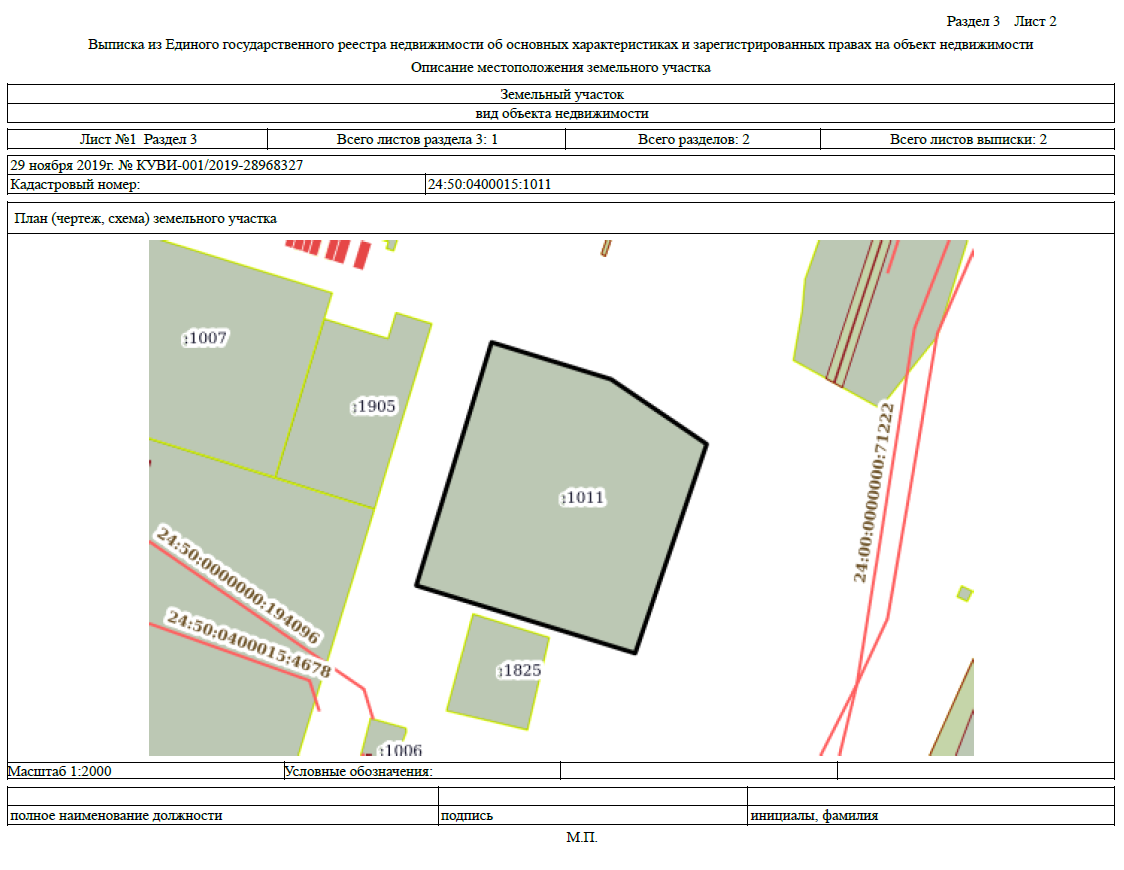 Раздел 3 Лист 2
Выписка из Единого государственного реестра недвижимости об основных характеристиках и зарегистрированных правах на объект недвижимости
Описание местоположения земельного участка
Земельный участок
вид объекта недвижимости
Лист №1 Раздел 3 Всего листов раздела 3: 1 Всего разделов: 2 Всего листов выписки: 2
29 ноября 2019г. № КУВИ-001/2019-28968327
Кадастровый номер: 24:50:0400015:1011
План (чертеж, схема) земельного участка
:1007
:1905
:1011
24:00:0000000:71222
24:50:0000000:194096
24:50:0400015:4678
:1825
:1006
Масштаб 1:2000 Условные обозначения:
полное наименование должности подпись инициалы, фамилия
М.П.